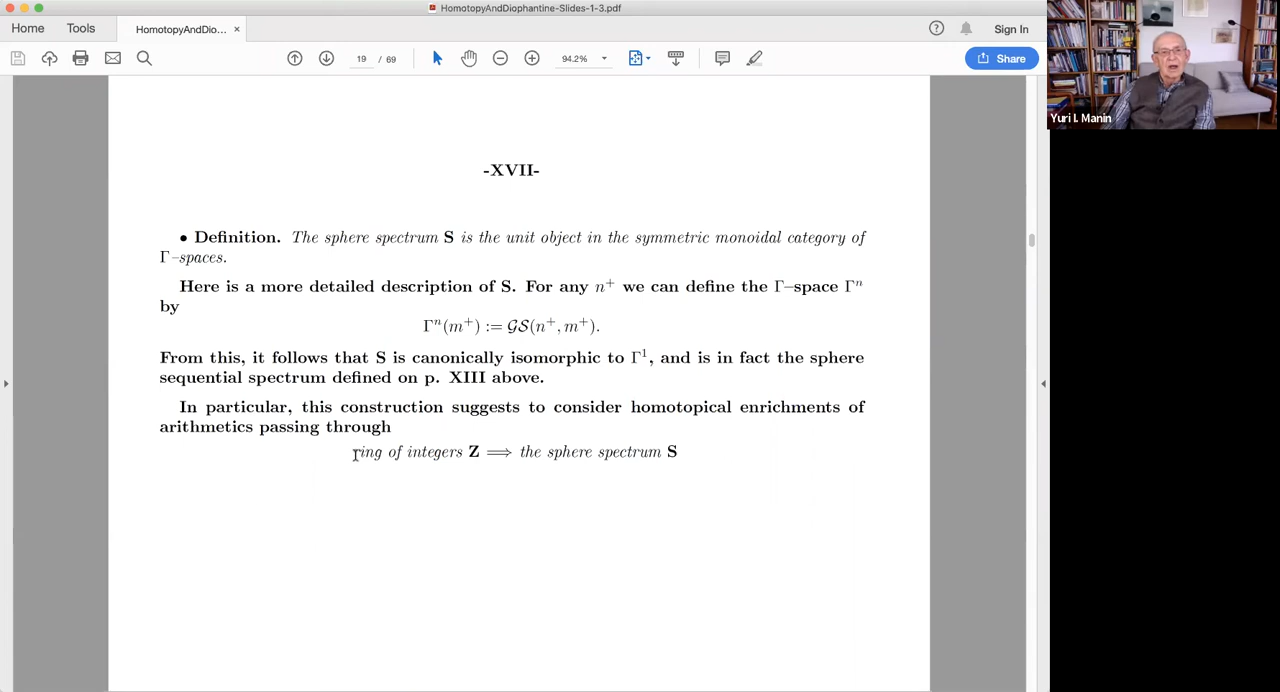 HomotopyAndDiophantine-Slides-1-3.pdf
Home Tools HomotopyAndDio... × Sign In
19 / 69 94.2% Share
Yuri I. Manin
-XVII-
• Definition. The sphere spectrum S is the unit object in the symmetric monoidal category of
Γ–spaces.
Here is a more detailed description of S. For any n⁺ we can define the Γ–space Γⁿ
by
Γⁿ(m⁺) := 𝒢𝒮(n⁺, m⁺).
From this, it follows that S is canonically isomorphic to Γ¹, and is in fact the sphere
sequential spectrum defined on p. XIII above.
In particular, this construction suggests to consider homotopical enrichments of
arithmetics passing through
ring of integers Z ⟹ the sphere spectrum S